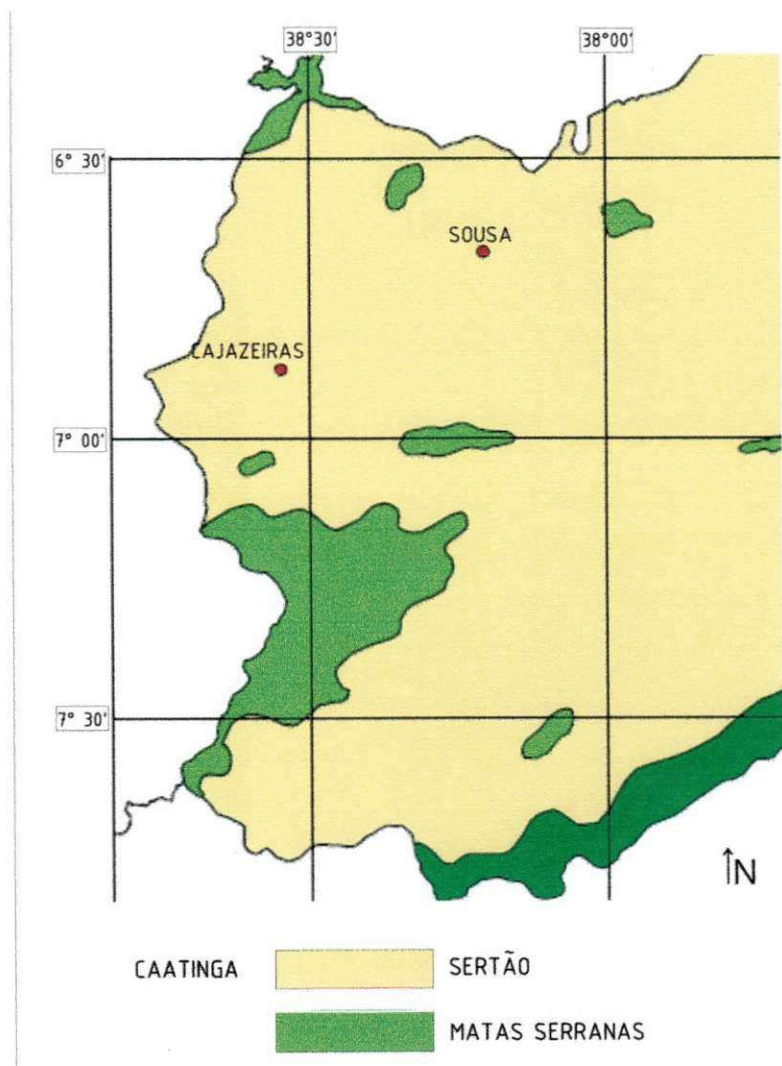 38°30' 38°00'
6° 30'
SOUSA
CAJAZEIRAS
7° 00'
7° 30'
N
CAATINGA SERTÃO
MATAS SERRANAS